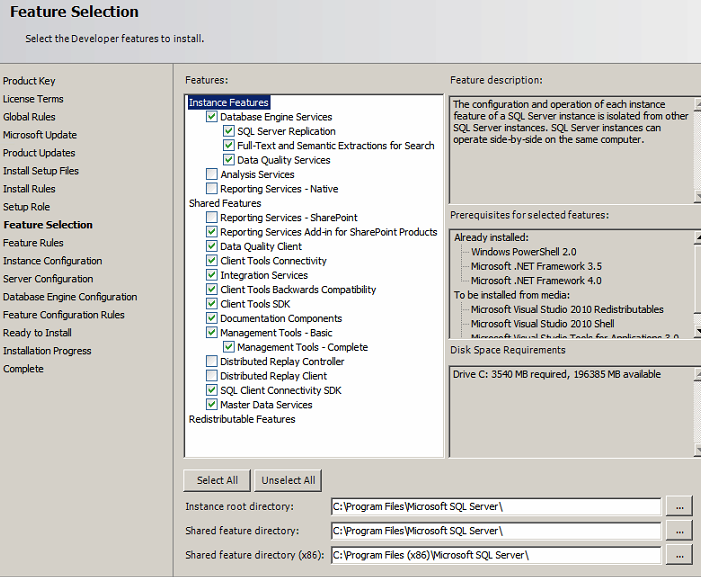 Feature Selection
Select the Developer features to install.
Product Key
License Terms
Global Rules
Microsoft Update
Product Updates
Install Setup Files
Install Rules
Setup Role
Feature Selection
Feature Rules
Instance Configuration
Server Configuration
Database Engine Configuration
Feature Configuration Rules
Ready to Install
Installation Progress
Complete
Features:
Instance Features
Database Engine Services
SQL Server Replication
Full-Text and Semantic Extractions for Search
Data Quality Services
Analysis Services
Reporting Services - Native
Shared Features
Reporting Services - SharePoint
Reporting Services Add-in for SharePoint Products
Data Quality Client
Client Tools Connectivity
Integration Services
Client Tools Backwards Compatibility
Client Tools SDK
Documentation Components
Management Tools - Basic
Management Tools - Complete
Distributed Replay Controller
Distributed Replay Client
SQL Client Connectivity SDK
Master Data Services
Redistributable Features
Feature description:
The configuration and operation of each instance
feature of a SQL Server instance is isolated from other
SQL Server instances. SQL Server instances can
operate side-by-side on the same computer.
Prerequisites for selected features:
Already installed:
Windows PowerShell 2.0
Microsoft .NET Framework 3.5
Microsoft .NET Framework 4.0
To be installed from media:
Microsoft Visual Studio 2010 Redistributables
Microsoft Visual Studio 2010 Shell
Microsoft Visual Studio Tools for Applications 3.0
Disk Space Requirements
Drive C: 3540 MB required, 196385 MB available
Select All
Unselect All
Instance root directory:
C:\Program Files\Microsoft SQL Server\
...
Shared feature directory:
C:\Program Files\Microsoft SQL Server\
...
Shared feature directory (x86):
C:\Program Files (x86)\Microsoft SQL Server\
...